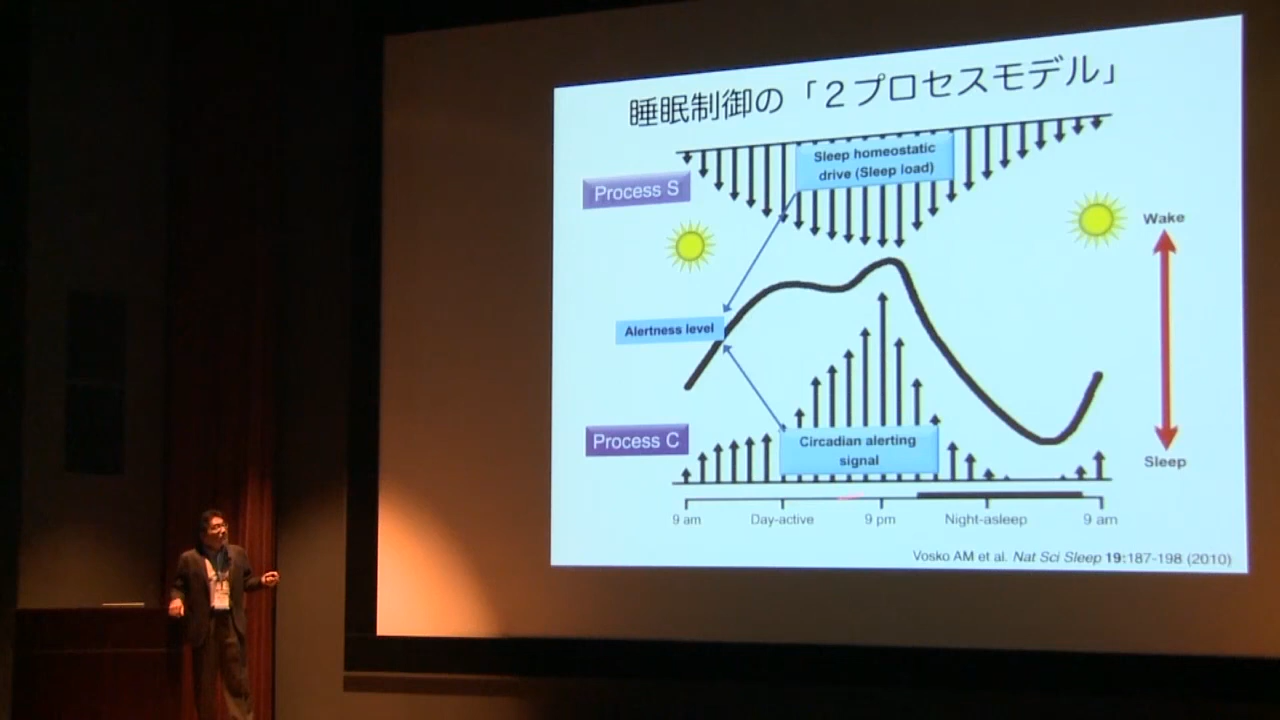 睡眠制御の「２プロセスモデル」
Sleep homeostatic
drive (Sleep load)
Process S
Wake
Alertness level
Process C
Circadian alerting
signal
Sleep
9 am
Day-active
9 pm
Night-asleep
9 am
Vosko AM et al. Nat Sci Sleep 19:187-198 (2010)